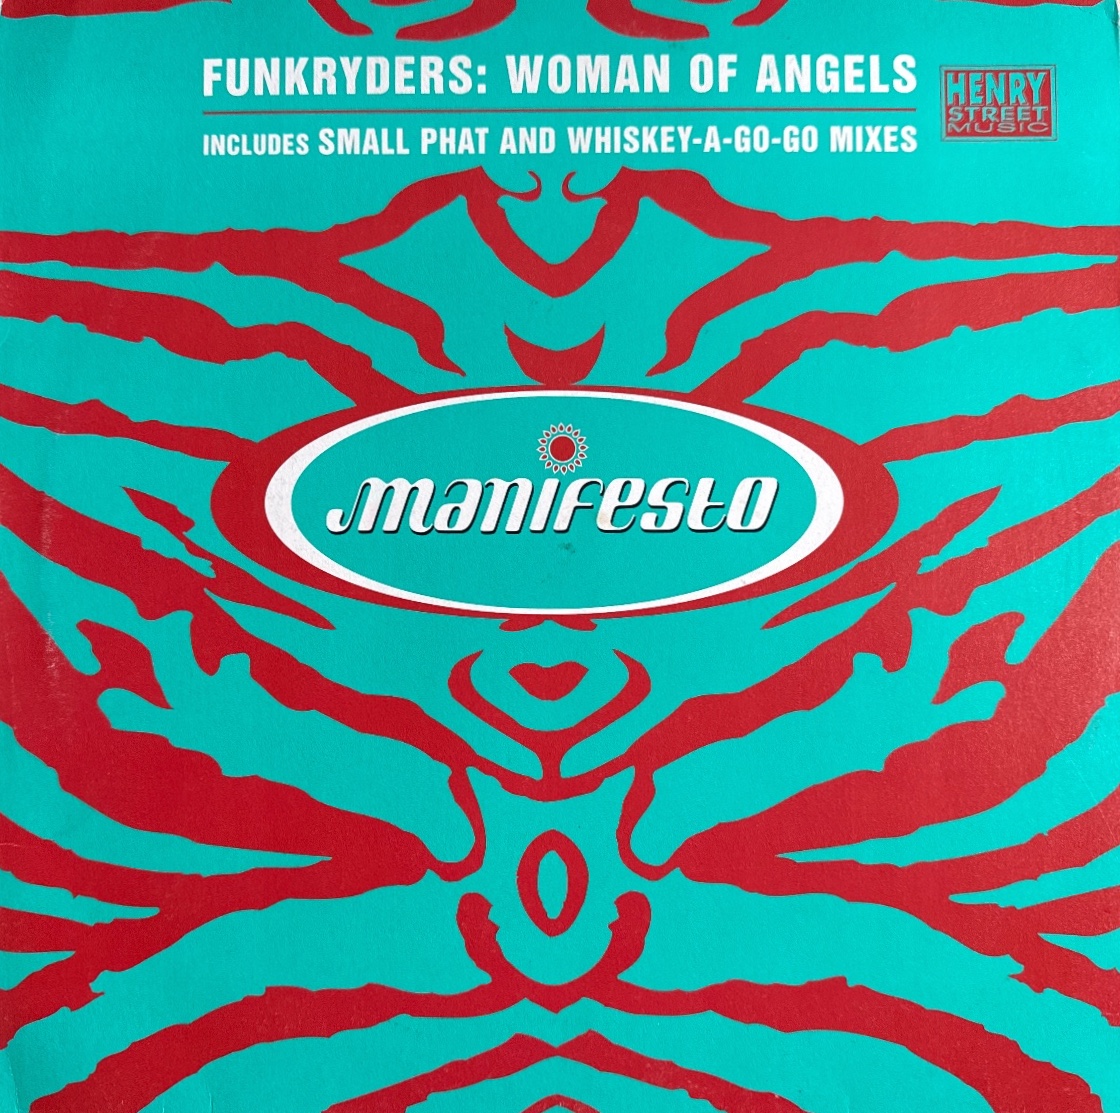 FUNKRYDERS: WOMAN OF ANGELS
INCLUDES SMALL PHAT AND WHISKEY-A-GO-GO MIXES
HENRY
STREET
MUSIC
manifesto